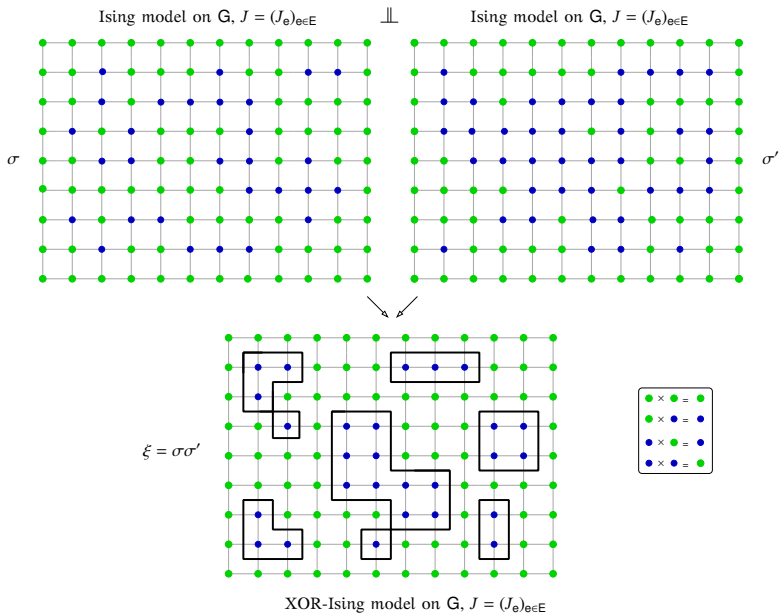 Ising model on G, J = (J_e)_{e∈E} ⫫ Ising model on G, J = (J_e)_{e∈E}
σ
σ′
ξ = σσ′
× =
× =
× =
× =
XOR-Ising model on G, J = (J_e)_{e∈E}